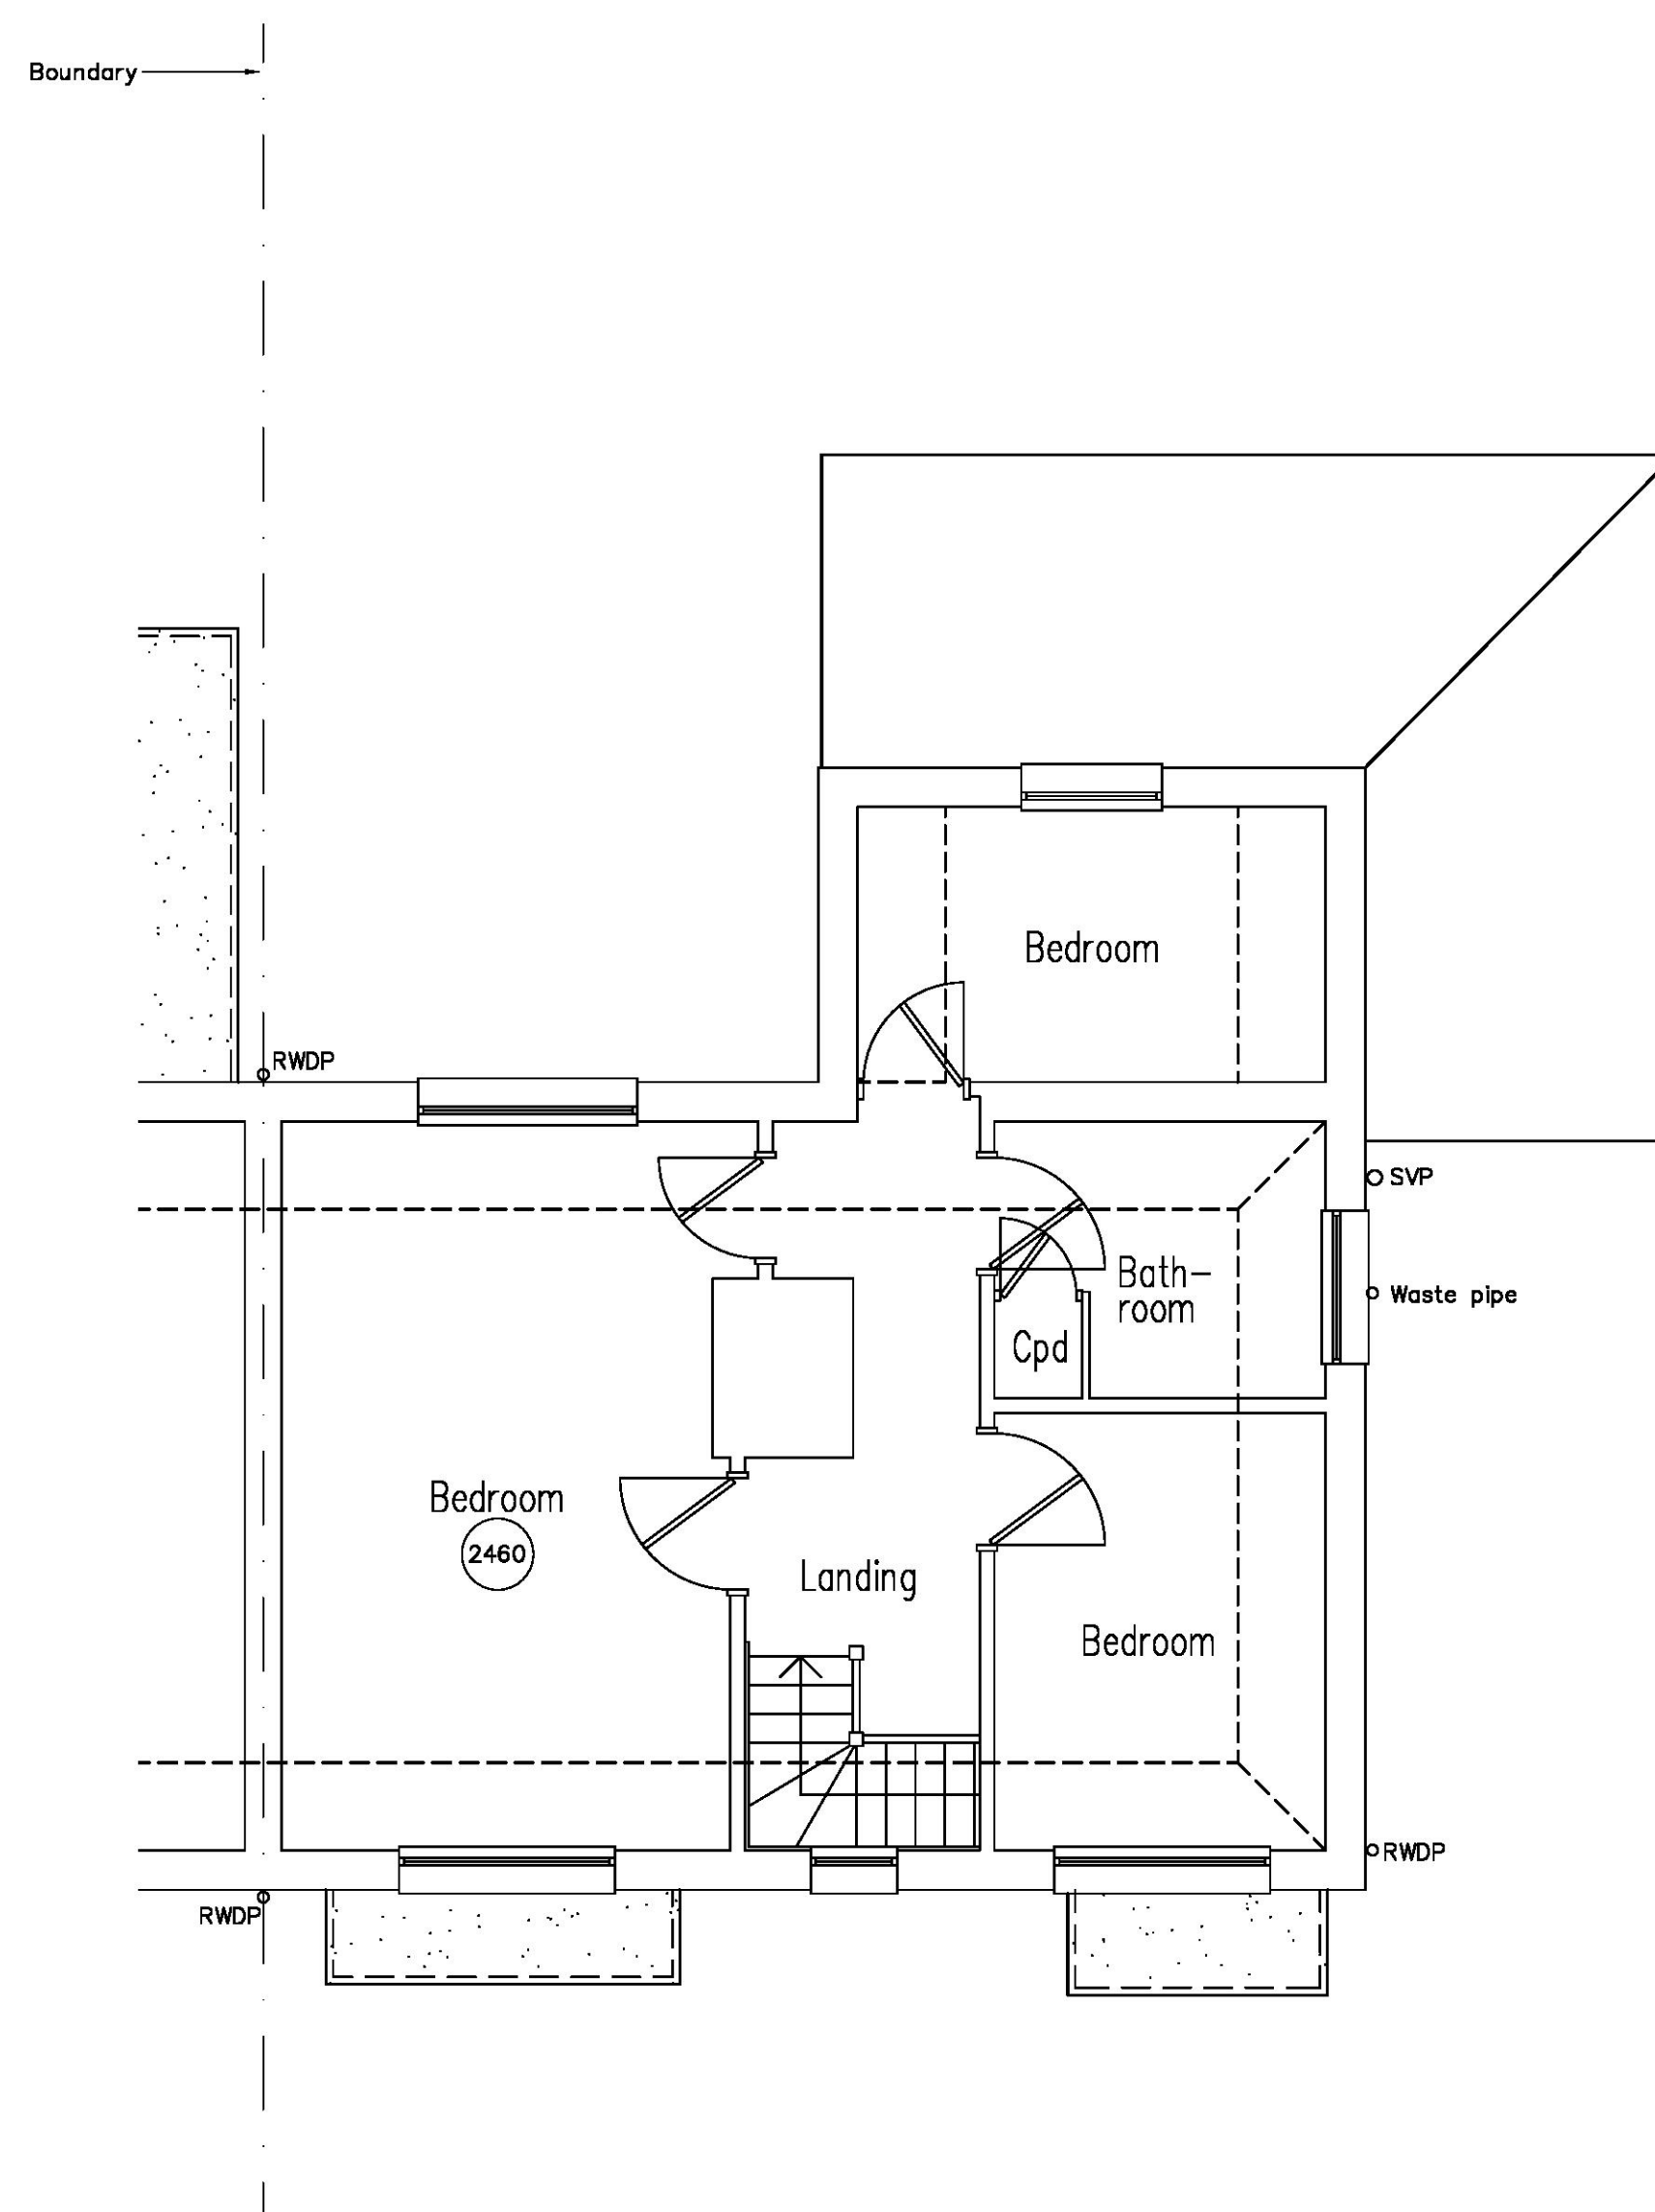 Boundary
Bedroom
RWDP
SVP
Bath-
room
Waste pipe
Cpd
Bedroom
2460
Landing
Bedroom
RWDP
RWDP